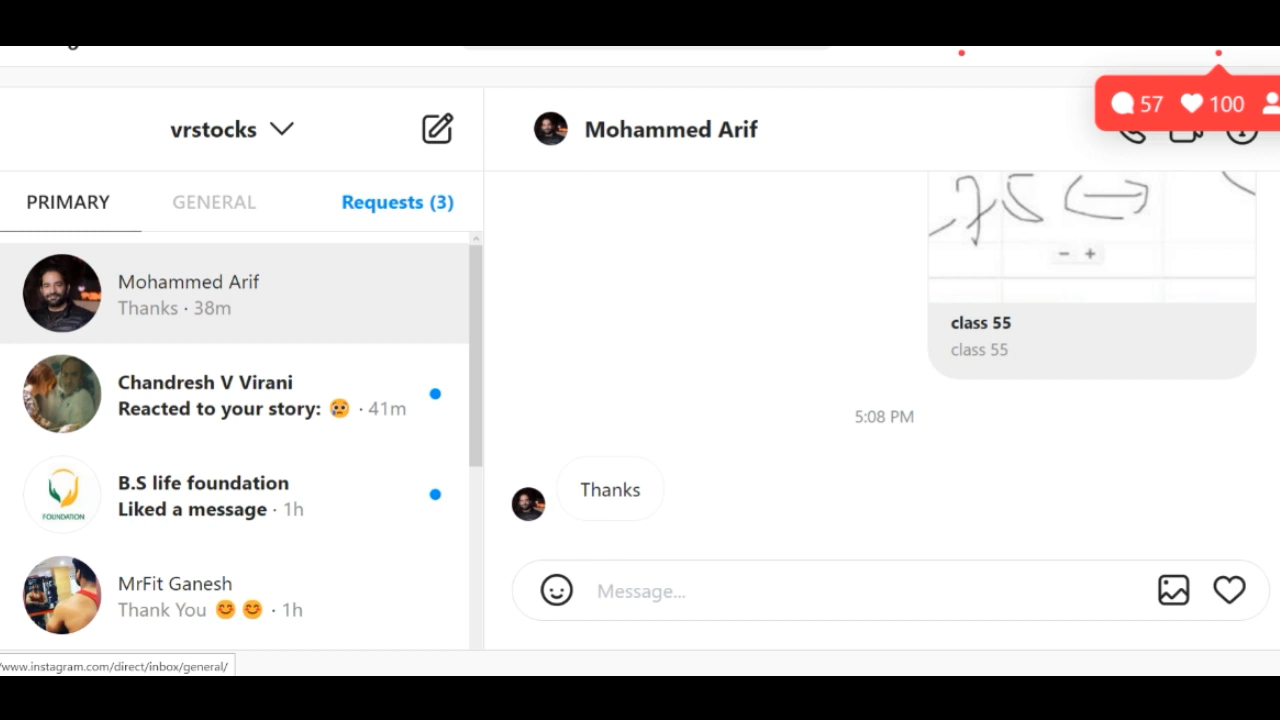 vrstocks
PRIMARY
GENERAL
Requests (3)
Mohammed Arif
Thanks · 38m
Chandresh V Virani
Reacted to your story: 😢 · 41m
B.S life foundation
Liked a message · 1h
FOUNDATION
MrFit Ganesh
Thank You 😊 😊 · 1h
/www.instagram.com/direct/inbox/general/
Mohammed Arif
57
100
75
− +
class 55
class 55
5:08 PM
Thanks
Message...